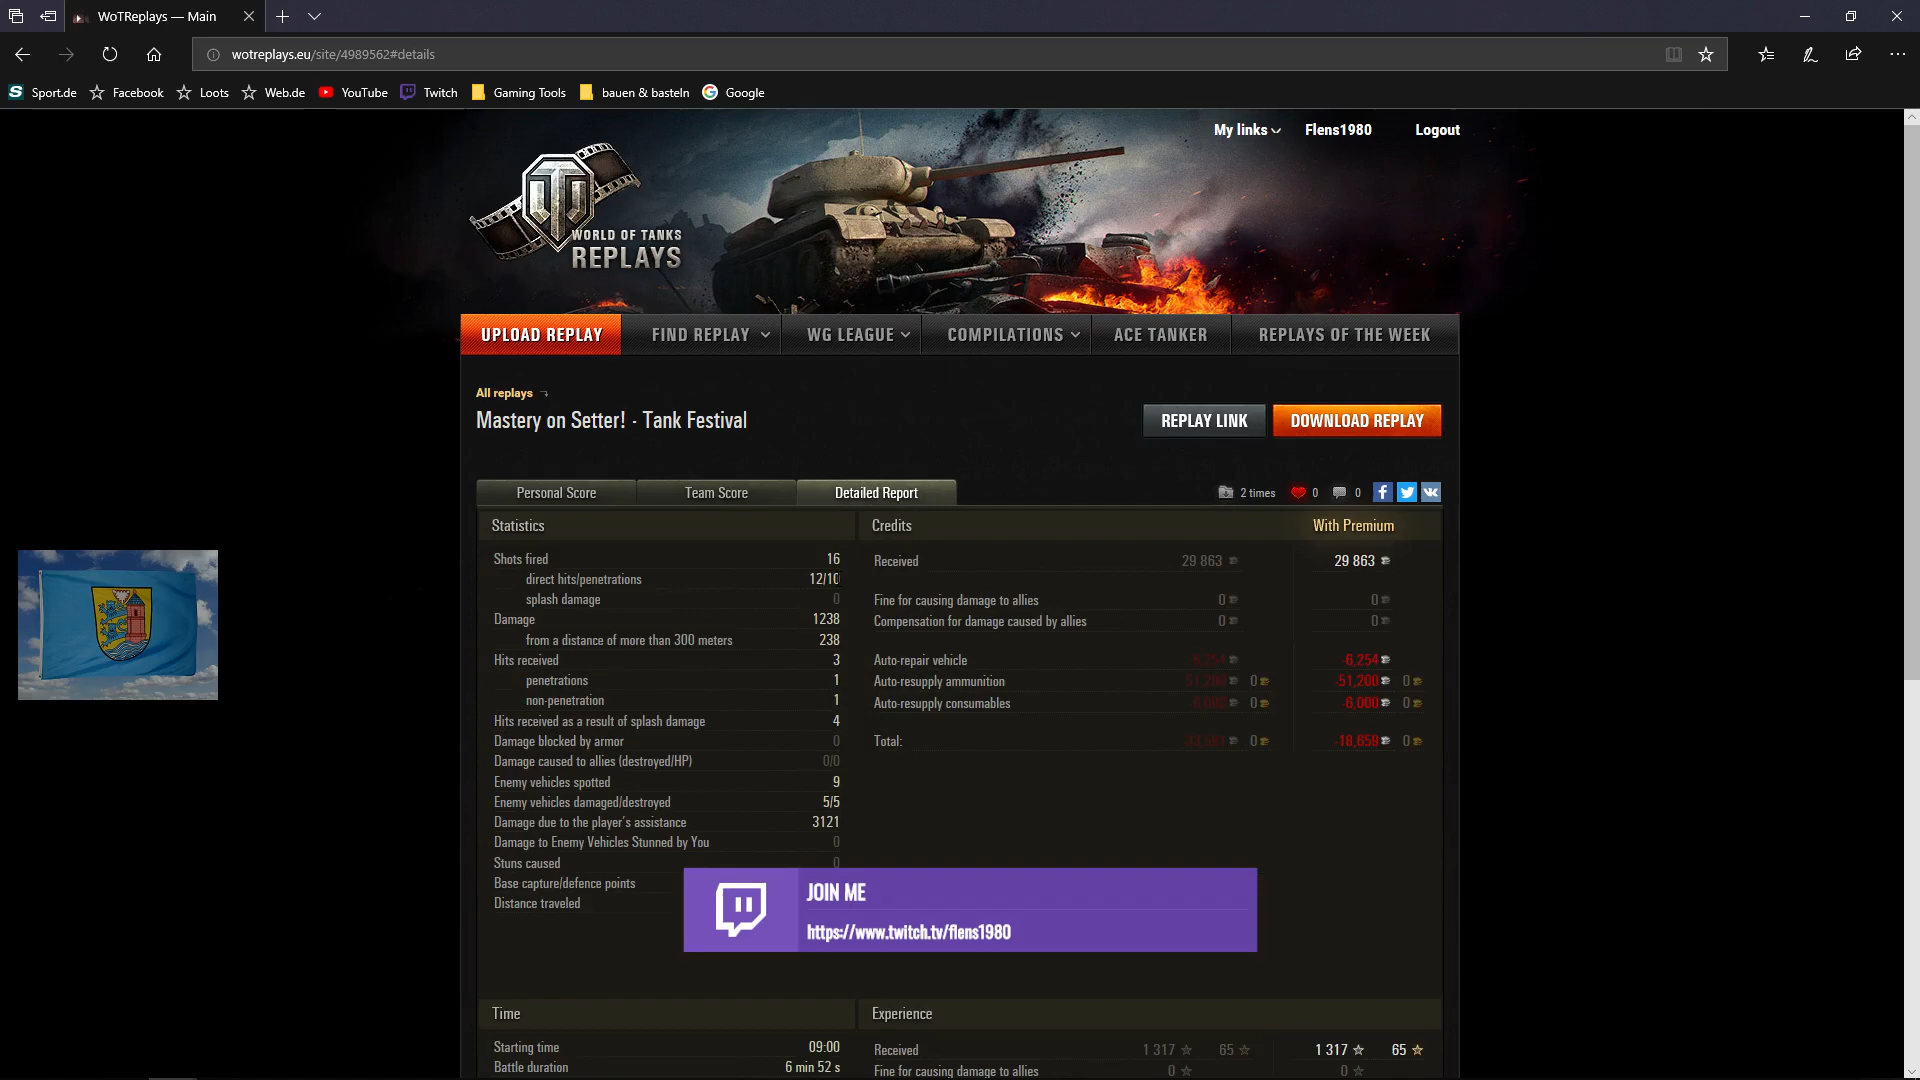 WoTReplays — Main
wotreplays.eu/site/4989562#details
Sport.de Facebook Loots Web.de YouTube Twitch Gaming Tools bauen & basteln Google
My links Flens1980 Logout
WORLD OF TANKS
REPLAYS
UPLOAD REPLAY FIND REPLAY WG LEAGUE COMPILATIONS ACE TANKER REPLAYS OF THE WEEK
All replays
Mastery on Setter! - Tank Festival
REPLAY LINK DOWNLOAD REPLAY
Personal Score Team Score Detailed Report 2 times 0 0
Statistics
Shots fired 16
direct hits/penetrations 12/10
splash damage 0
Damage 1238
from a distance of more than 300 meters 238
Hits received 3
penetrations 1
non-penetration 1
Hits received as a result of splash damage 4
Damage blocked by armor 0
Damage caused to allies (destroyed/HP) 0/0
Enemy vehicles spotted 9
Enemy vehicles damaged/destroyed 5/5
Damage due to the player's assistance 3121
Damage to Enemy Vehicles Stunned by You 0
Stuns caused 0
Base capture/defence points
Distance traveled
Credits With Premium
Received 29 863 29 863
Fine for causing damage to allies 0 0
Compensation for damage caused by allies 0 0
Auto-repair vehicle -6,254 -6,254
Auto-resupply ammunition -51,200 0 -51,200 0
Auto-resupply consumables -6,000 0 -6,000 0
Total: 0 -18,659 0
JOIN ME
https://www.twitch.tv/flens1980
Time
Starting time 09:00
Battle duration 6 min 52 s
Experience
Received 1 317 65 1 317 65
Fine for causing damage to allies 0 0